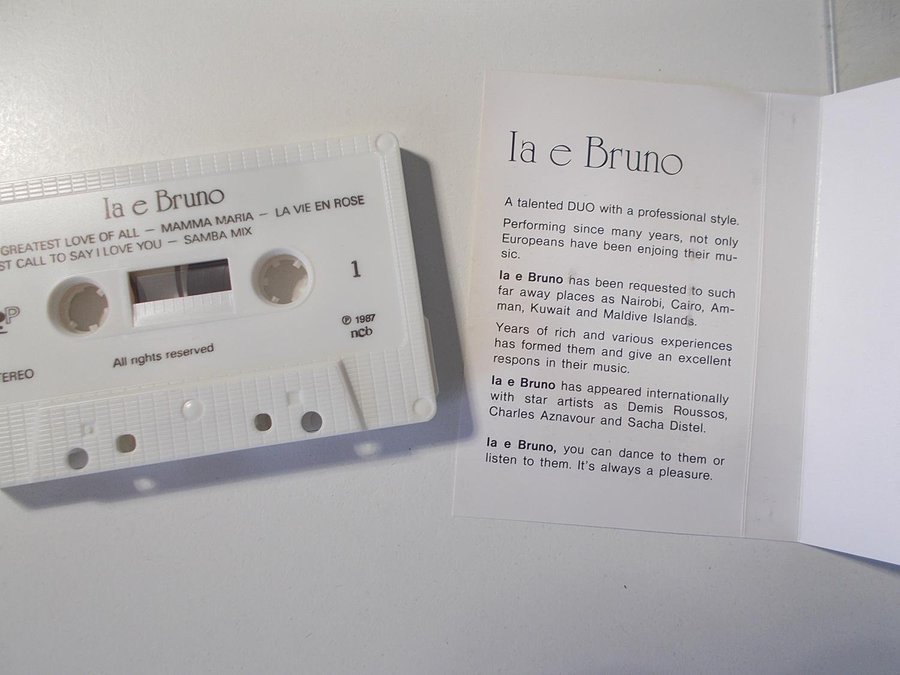 Ia e Bruno
GREATEST LOVE OF ALL – MAMMA MARIA – LA VIE EN ROSE
ST CALL TO SAY I LOVE YOU – SAMBA MIX
1
℗ 1987
ncb
All rights reserved
TEREO
Ia e Bruno
A talented DUO with a professional style.
Performing since many years, not only
Europeans have been enjoing their mu-
sic.
Ia e Bruno has been requested to such
far away places as Nairobi, Cairo, Am-
man, Kuwait and Maldive Islands.
Years of rich and various experiences
has formed them and give an excellent
respons in their music.
Ia e Bruno has appeared internationally
with star artists as Demis Roussos,
Charles Aznavour and Sacha Distel.
Ia e Bruno, you can dance to them or
listen to them. It's always a pleasure.